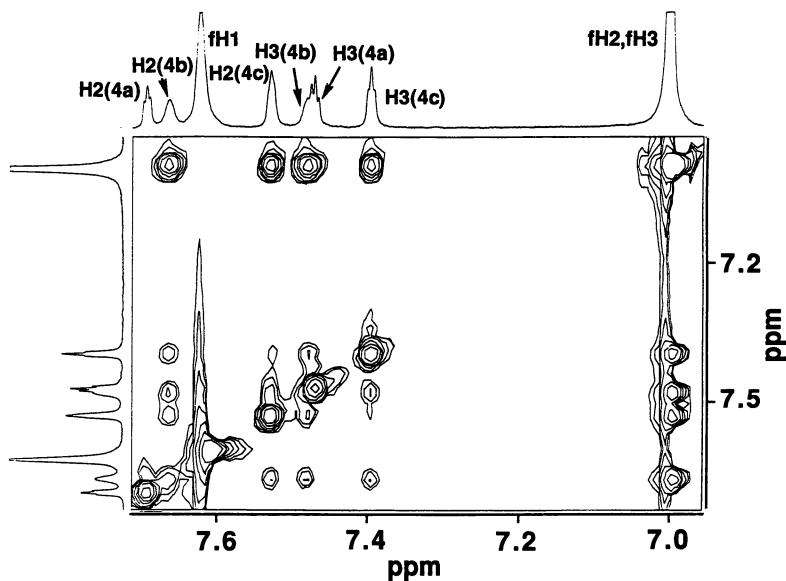 fH1
fH2,fH3
H2(4a)
H2(4b)
H2(4c)
H3(4b)
H3(4a)
H3(4c)
7.2
7.5
ppm
7.6
7.4
7.2
7.0
ppm